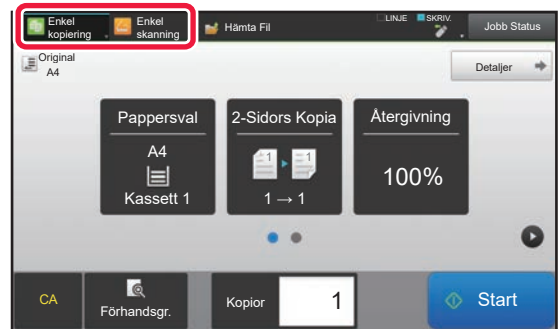 Enkel
kopiering
Enkel
skanning
Hämta Fil
LINJE
SKRIV.
Jobb Status
Original
A4
Detaljer
Pappersval
A4
Kassett 1
2-Sidors Kopia
1 1
1 → 1
Återgivning
100%
CA
Förhandsgr.
Kopior
1
Start